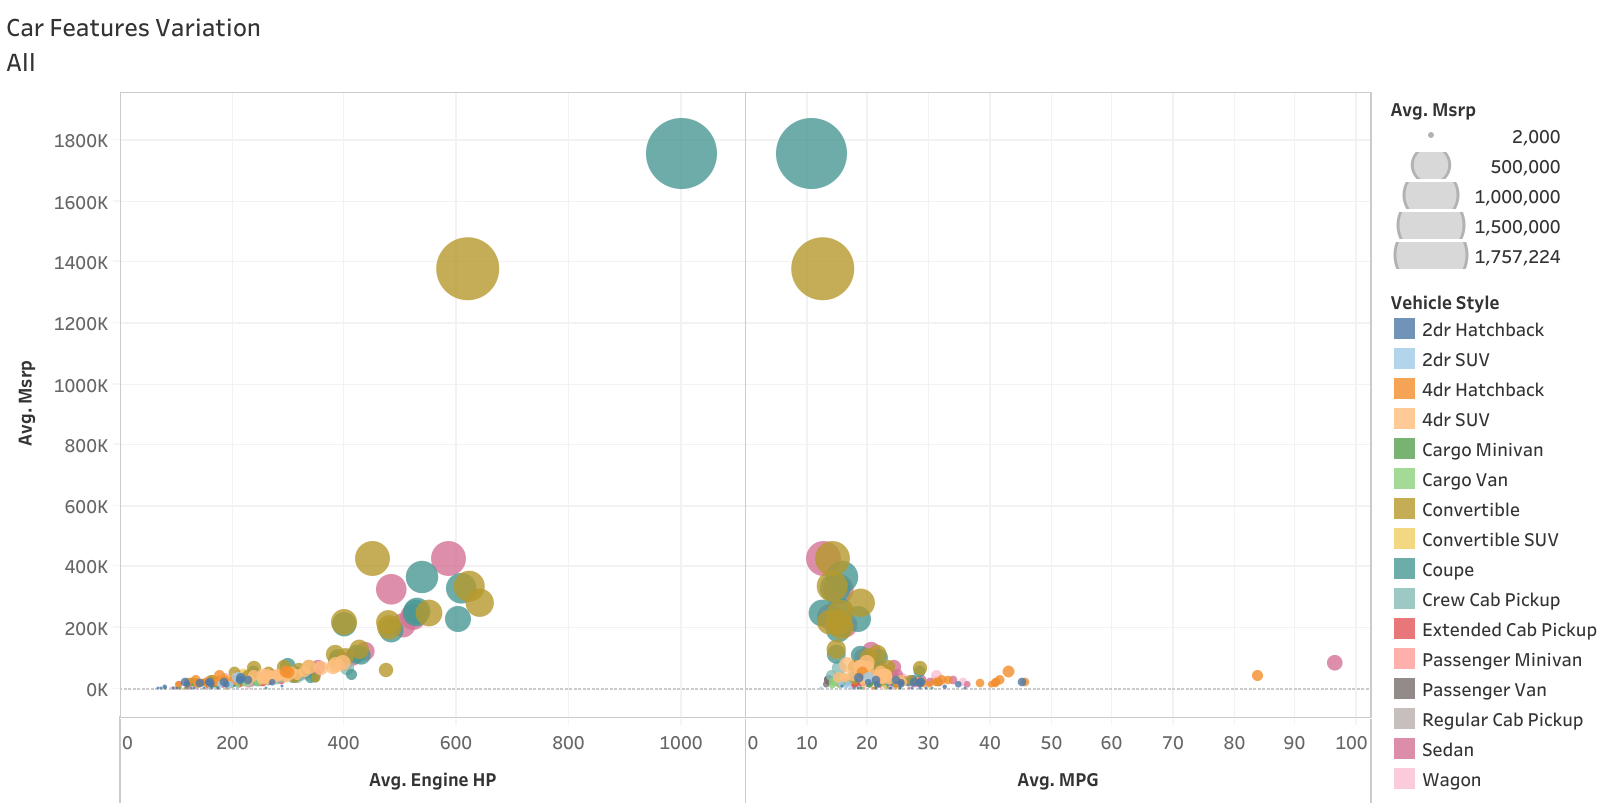 Car Features Variation
All
1800K
1600K
1400K
1200K
1000K
800K
600K
400K
200K
0K
Avg. Msrp
0 200 400 600 800 1000
Avg. Engine HP
0 10 20 30 40 50 60 70 80 90 100
Avg. MPG
Avg. Msrp
2,000
500,000
1,000,000
1,500,000
1,757,224
Vehicle Style
2dr Hatchback
2dr SUV
4dr Hatchback
4dr SUV
Cargo Minivan
Cargo Van
Convertible
Convertible SUV
Coupe
Crew Cab Pickup
Extended Cab Pickup
Passenger Minivan
Passenger Van
Regular Cab Pickup
Sedan
Wagon